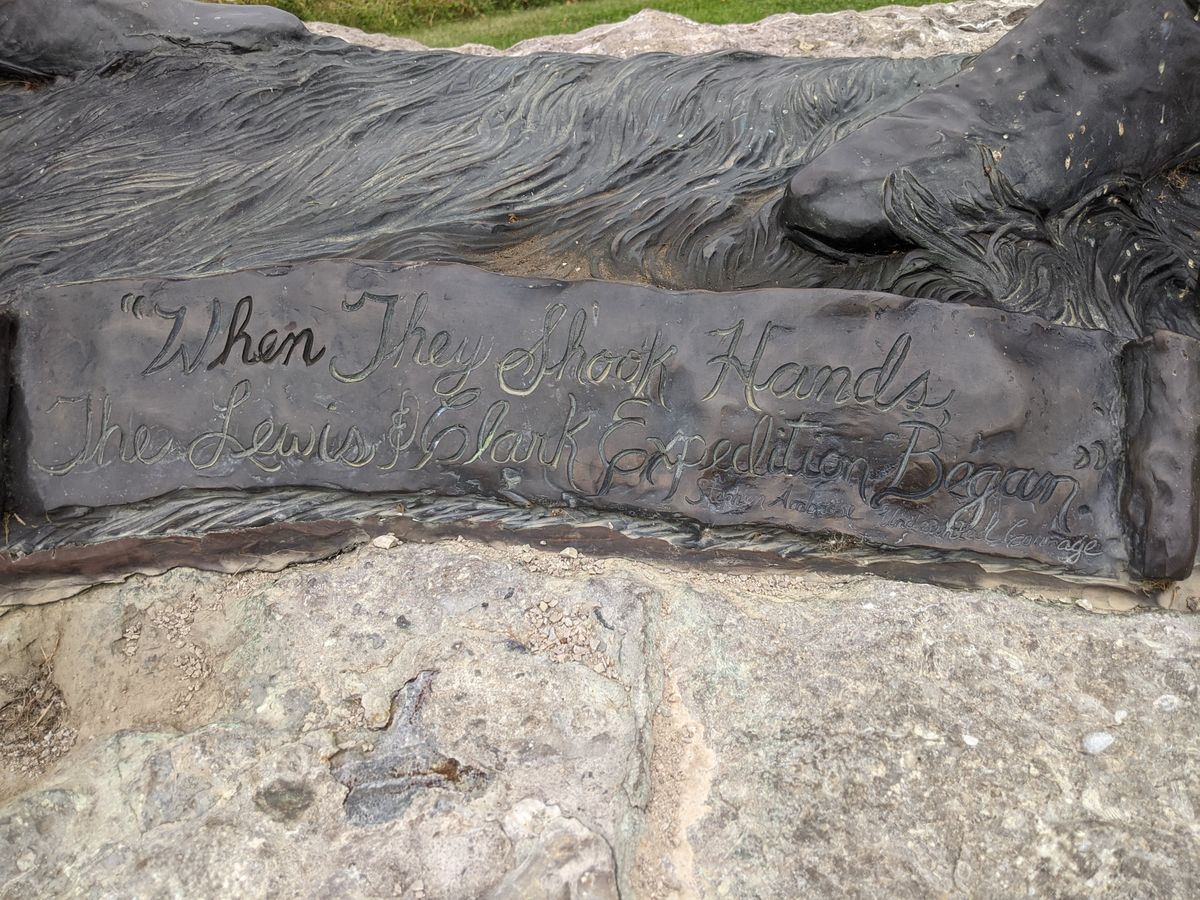 "When They Shook Hands,
The Lewis & Clark Expedition Began".
Stephen Ambrose Undaunted Courage